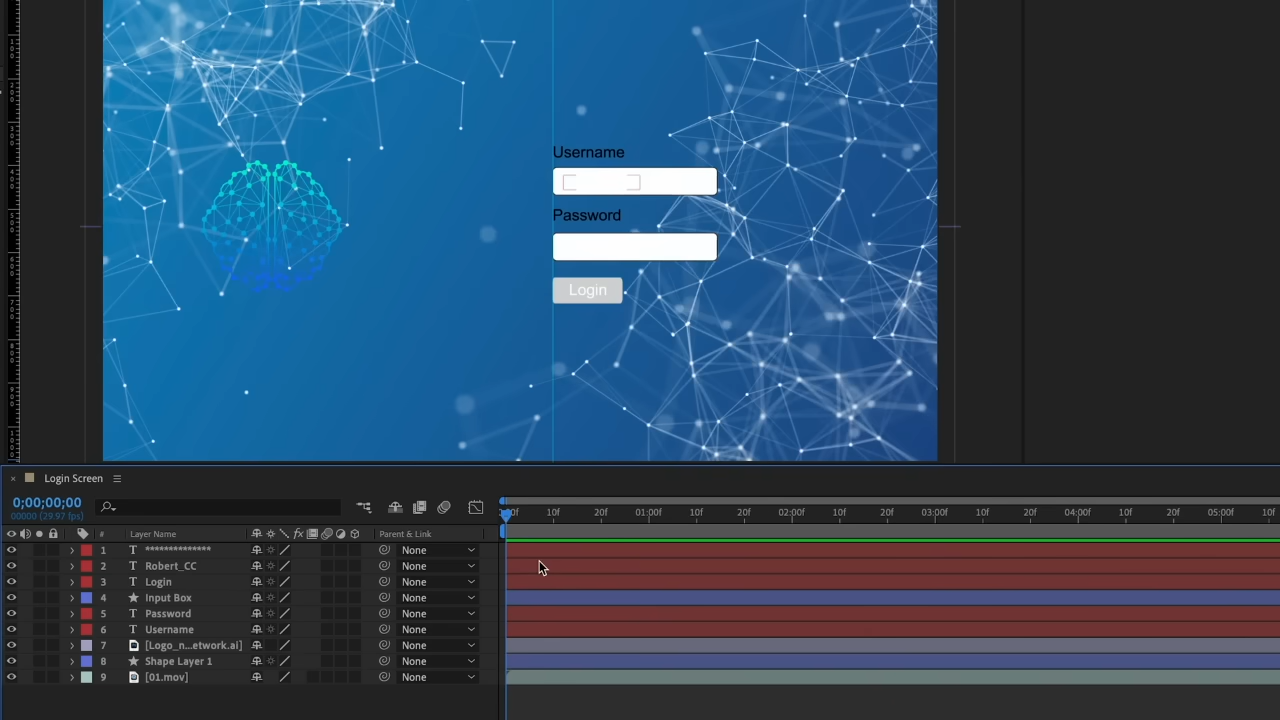 Username
Password
Login
Login Screen
0;00;00;00
00000 (29.97 fps)
:00f 10f 20f 01:00f 10f 20f 02:00f 10f 20f 03:00f 10f 20f 04:00f 10f 20f 05:00f 10f
# Layer Name fx Parent & Link
1 T ************** None
2 T Robert_CC None
3 T Login None
4 Input Box None
5 T Password None
6 T Username None
7 [Logo_n...etwork.ai] None
8 Shape Layer 1 None
9 [01.mov] None